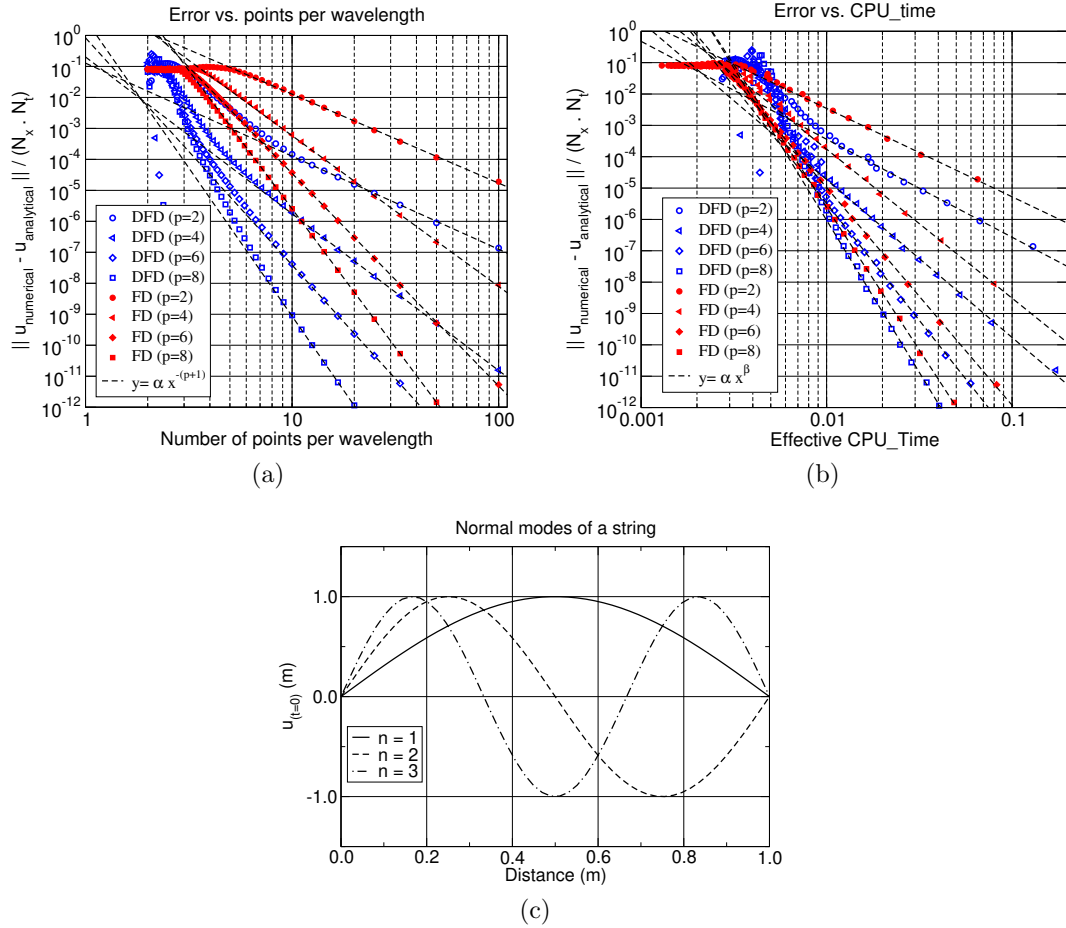 Error vs. points per wavelength
|| u_numerical - u_analytical || / (N_x . N_t)
10^0
10^-1
10^-2
10^-3
10^-4
10^-5
10^-6
10^-7
10^-8
10^-9
10^-10
10^-11
10^-12
DFD (p=2)
DFD (p=4)
DFD (p=6)
DFD (p=8)
FD (p=2)
FD (p=4)
FD (p=6)
FD (p=8)
y= α x^-(p+1)
1 10 100
Number of points per wavelength
(a)
Error vs. CPU_time
|| u_numerical - u_analytical || / (N_x . N_t)
10^0
10^-1
10^-2
10^-3
10^-4
10^-5
10^-6
10^-7
10^-8
10^-9
10^-10
10^-11
10^-12
DFD (p=2)
DFD (p=4)
DFD (p=6)
DFD (p=8)
FD (p=2)
FD (p=4)
FD (p=6)
FD (p=8)
y= α x^β
0.001 0.01 0.1
Effective CPU_Time
(b)
Normal modes of a string
u_(t=0) (m)
1.0
0.0
-1.0
n = 1
n = 2
n = 3
0.0 0.2 0.4 0.6 0.8 1.0
Distance (m)
(c)